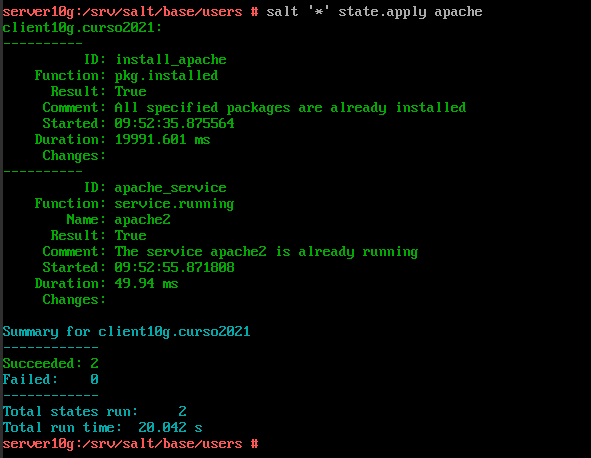 server10g:/srv/salt/base/users # salt '*' state.apply apache
client10g.curso2021:
----------
          ID: install_apache
    Function: pkg.installed
      Result: True
     Comment: All specified packages are already installed
     Started: 09:52:35.875564
    Duration: 19991.601 ms
     Changes:
----------
          ID: apache_service
    Function: service.running
        Name: apache2
      Result: True
     Comment: The service apache2 is already running
     Started: 09:52:55.871808
    Duration: 49.94 ms
     Changes:

Summary for client10g.curso2021
------------
Succeeded: 2
Failed:    0
------------
Total states run:     2
Total run time:  20.042 s
server10g:/srv/salt/base/users #